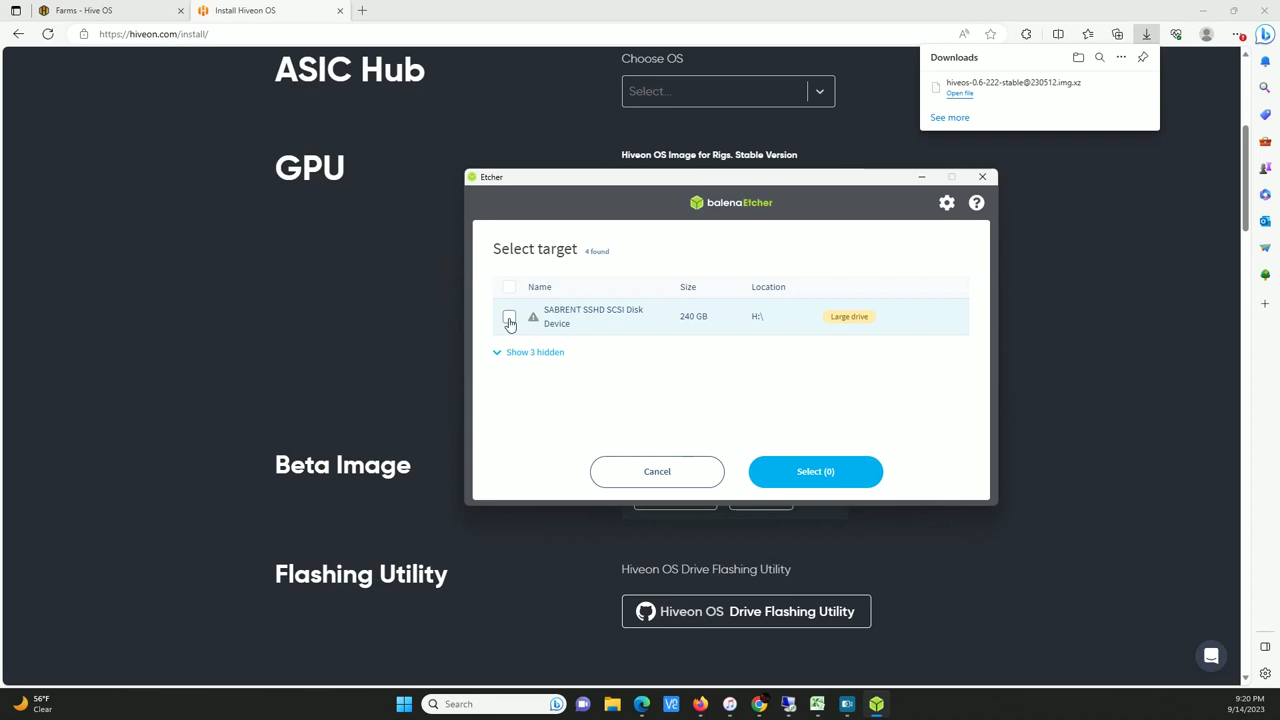 Farms - Hive OS
Install Hiveon OS
https://hiveon.com/install/
Downloads
hiveos-0.6-222-stable@230512.img.xz
Open file
See more
ASIC Hub
Choose OS
Select...
GPU
Hiveon OS Image for Rigs. Stable Version
Etcher
balenaEtcher
Select target 4 found
Name Size Location
SABRENT SSHD SCSI Disk
Device
240 GB H:\ Large drive
Show 3 hidden
Cancel Select (0)
Beta Image
Flashing Utility
Hiveon OS Drive Flashing Utility
Hiveon OS Drive Flashing Utility
56°F
Clear
Search
9:20 PM
9/14/2023